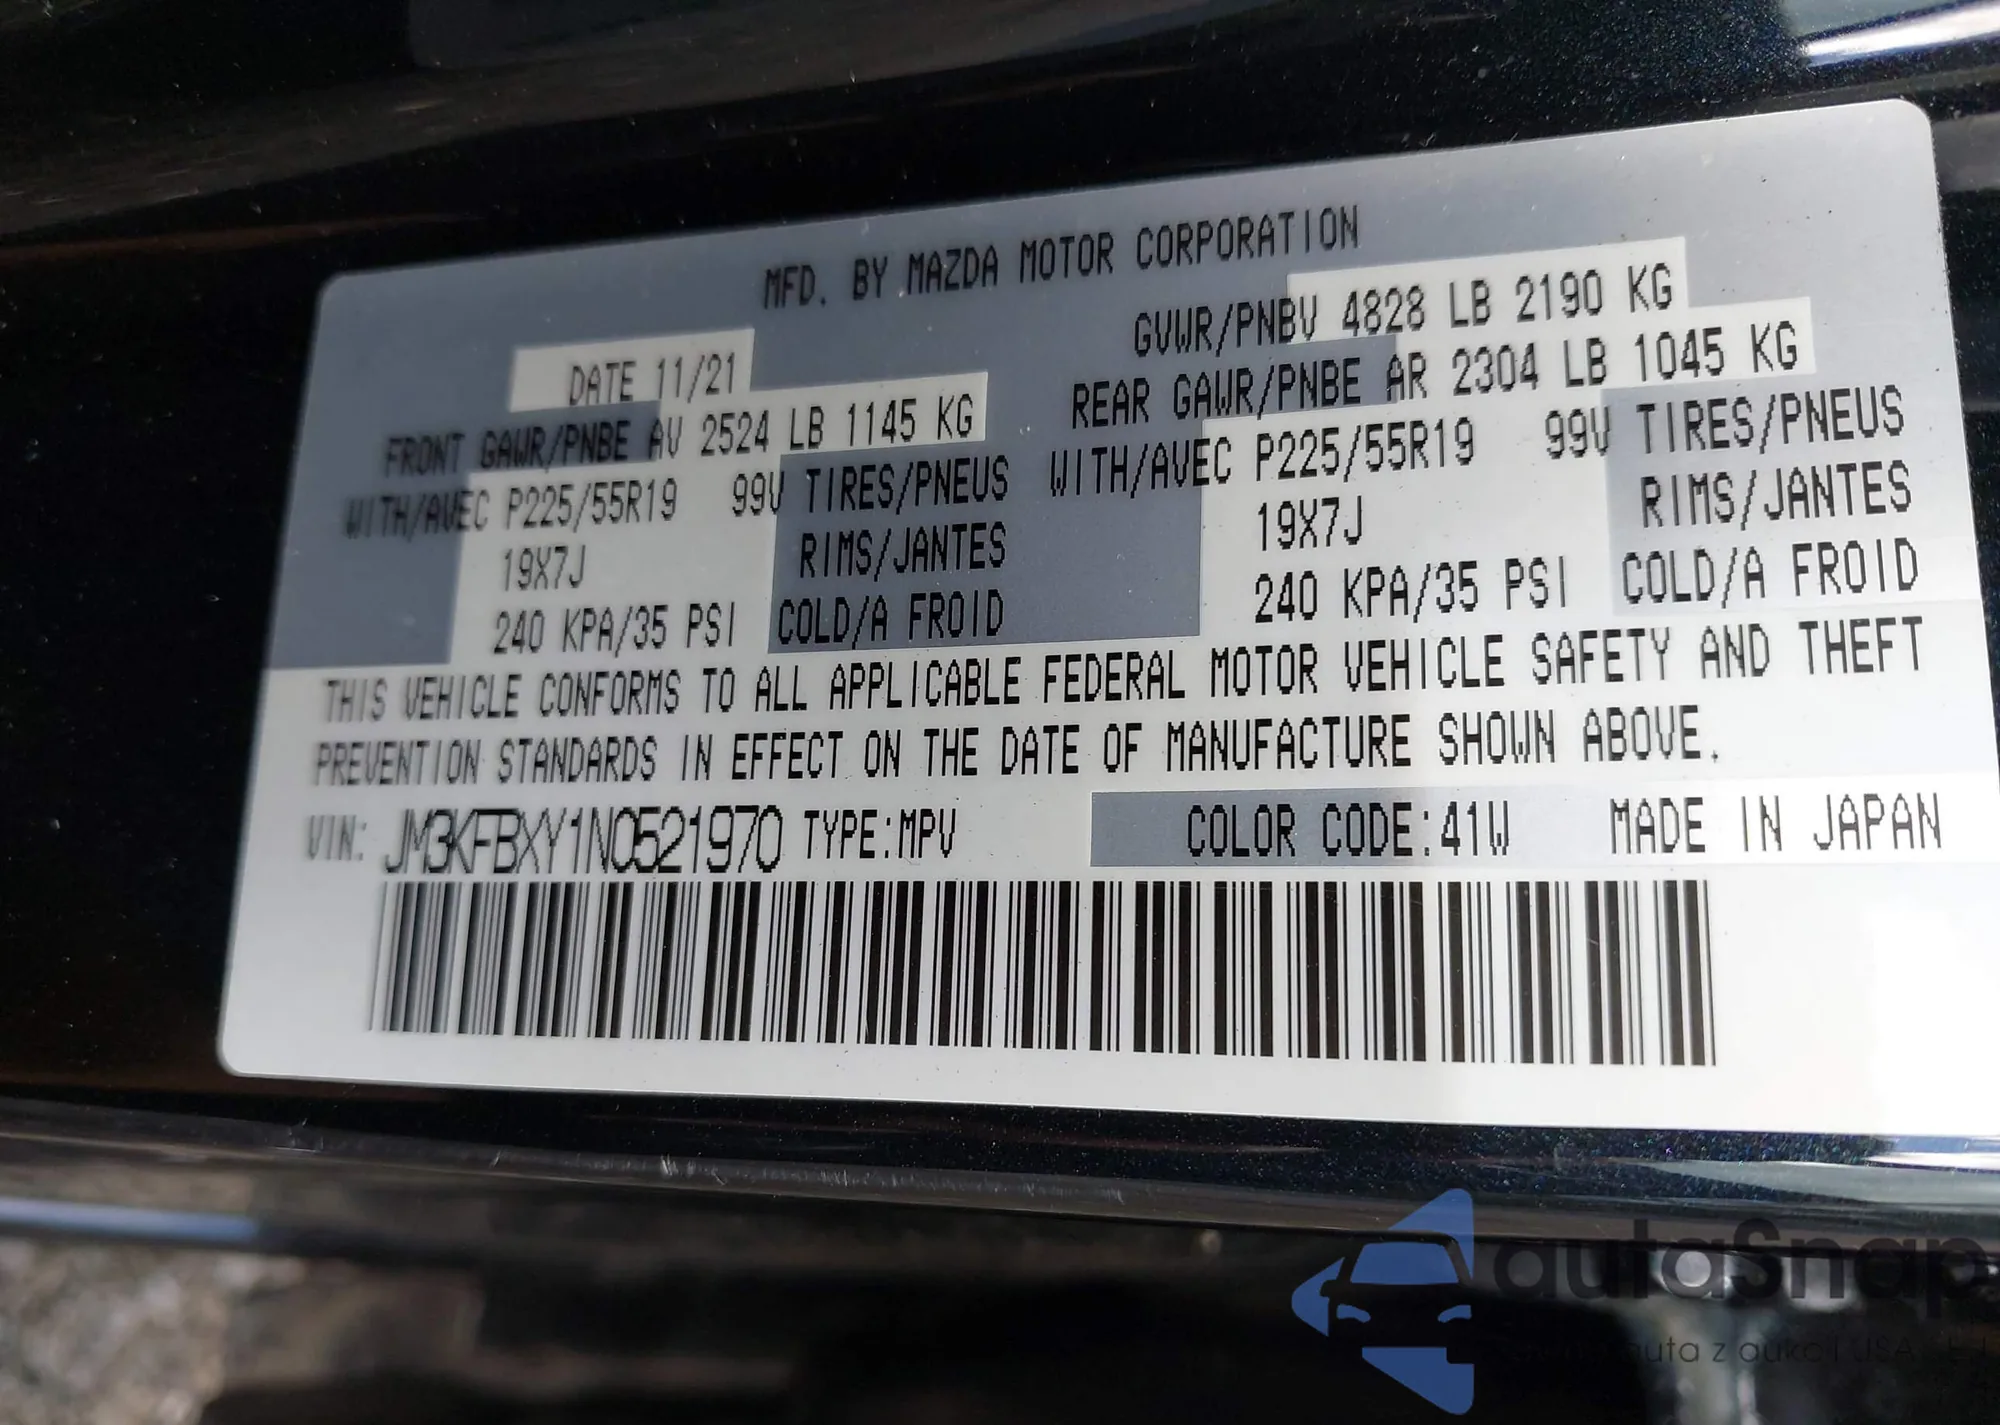 MFD. BY MAZDA MOTOR CORPORATION
DATE 11/21 GVWR/PNBV 4828 LB 2190 KG
FRONT GAWR/PNBE AV 2524 LB 1145 KG REAR GAWR/PNBE AR 2304 LB 1045 KG
WITH/AVEC P225/55R19 99V TIRES/PNEUS WITH/AVEC P225/55R19 99V TIRES/PNEUS
19X7J RIMS/JANTES 19X7J RIMS/JANTES
240 KPA/35 PSI COLD/A FROID 240 KPA/35 PSI COLD/A FROID
THIS VEHICLE CONFORMS TO ALL APPLICABLE FEDERAL MOTOR VEHICLE SAFETY AND THEFT
PREVENTION STANDARDS IN EFFECT ON THE DATE OF MANUFACTURE SHOWN ABOVE.
VIN: JM3KFBXY1N0521970 TYPE:MPV COLOR CODE:41W MADE IN JAPAN
autaSnap
auta z aukcji USA